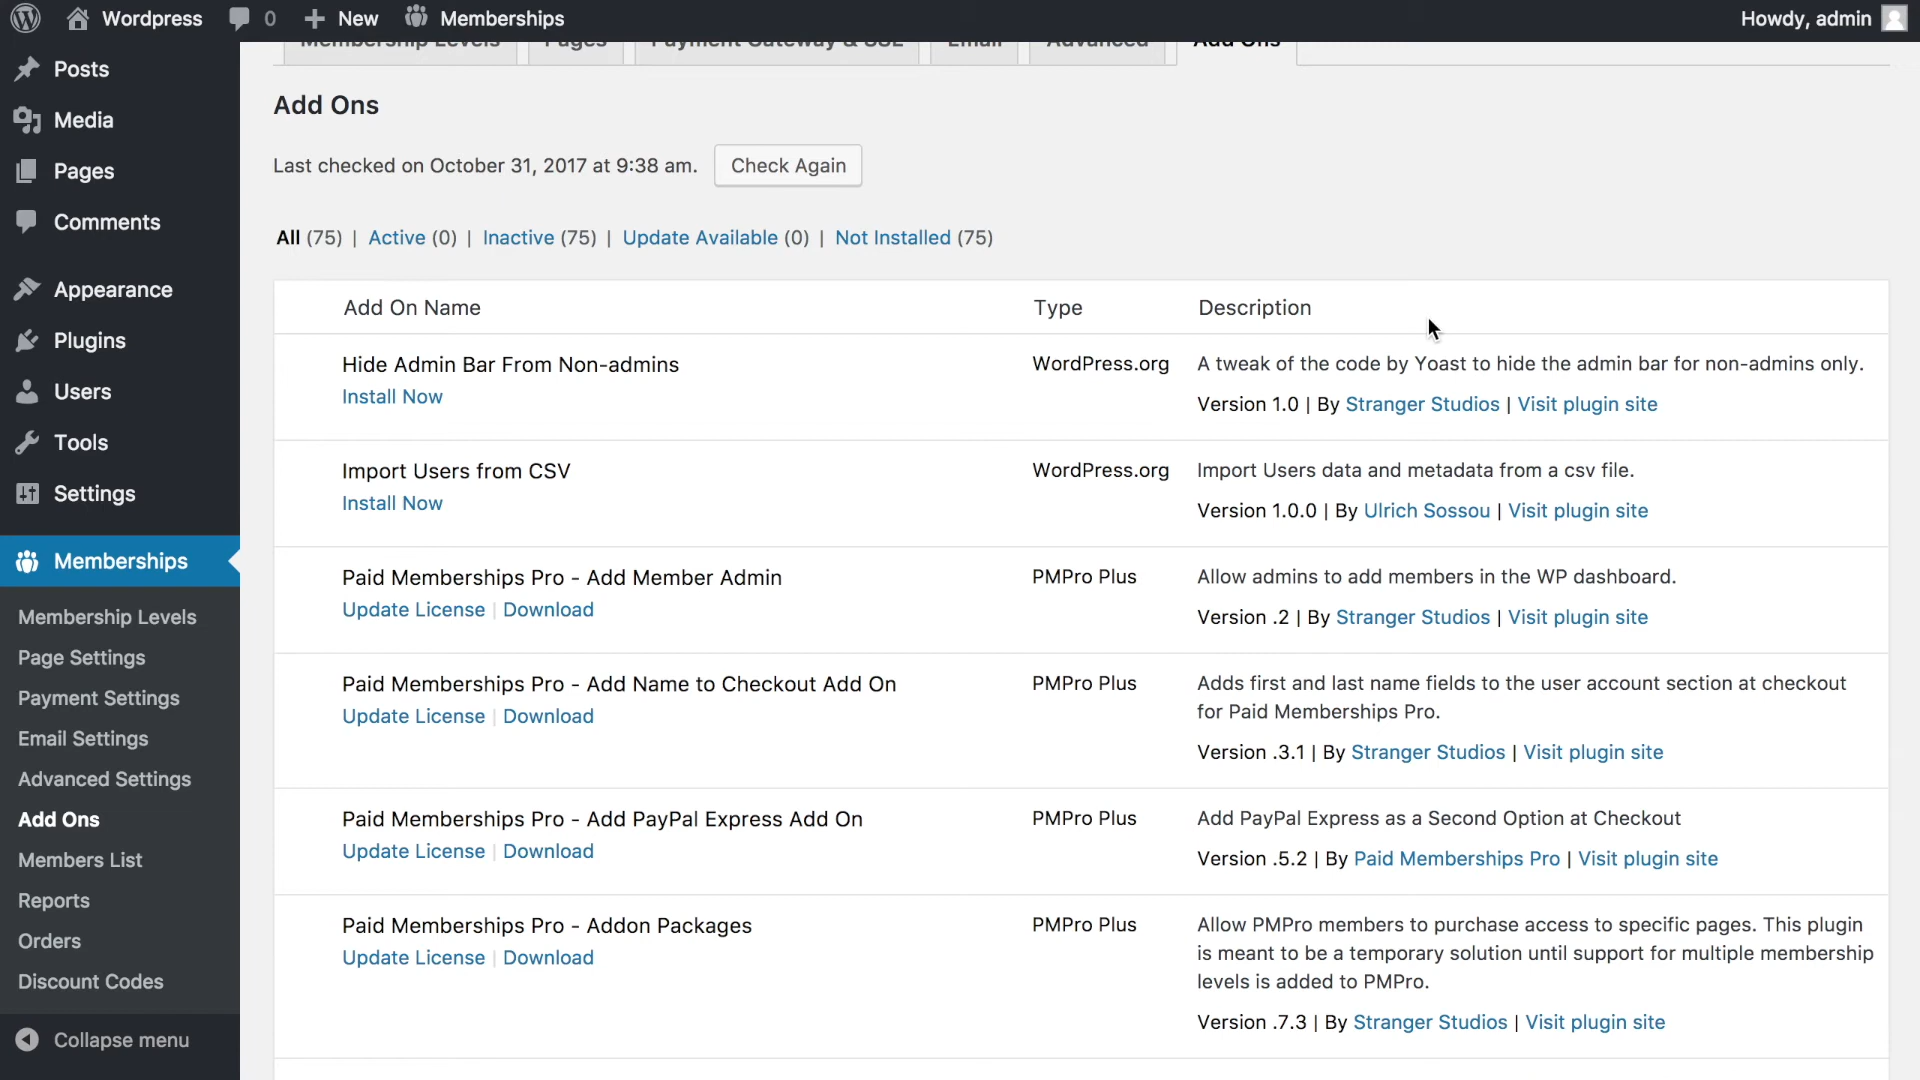 Wordpress 0 New Memberships Howdy, admin
Membership Levels Pages Payment Gateway & SSL Email Advanced Add Ons
Posts
Media
Pages
Comments
Appearance
Plugins
Users
Tools
Settings
Memberships
Membership Levels
Page Settings
Payment Settings
Email Settings
Advanced Settings
Add Ons
Members List
Reports
Orders
Discount Codes
Collapse menu
Add Ons
Last checked on October 31, 2017 at 9:38 am. Check Again
All (75) | Active (0) | Inactive (75) | Update Available (0) | Not Installed (75)
Add On Name Type Description
Hide Admin Bar From Non-admins WordPress.org A tweak of the code by Yoast to hide the admin bar for non-admins only.
Install Now Version 1.0 | By Stranger Studios | Visit plugin site
Import Users from CSV WordPress.org Import Users data and metadata from a csv file.
Install Now Version 1.0.0 | By Ulrich Sossou | Visit plugin site
Paid Memberships Pro - Add Member Admin PMPro Plus Allow admins to add members in the WP dashboard.
Update License | Download Version .2 | By Stranger Studios | Visit plugin site
Paid Memberships Pro - Add Name to Checkout Add On PMPro Plus Adds first and last name fields to the user account section at checkout
Update License | Download for Paid Memberships Pro.
Version .3.1 | By Stranger Studios | Visit plugin site
Paid Memberships Pro - Add PayPal Express Add On PMPro Plus Add PayPal Express as a Second Option at Checkout
Update License | Download Version .5.2 | By Paid Memberships Pro | Visit plugin site
Paid Memberships Pro - Addon Packages PMPro Plus Allow PMPro members to purchase access to specific pages. This plugin
Update License | Download is meant to be a temporary solution until support for multiple membership
levels is added to PMPro.
Version .7.3 | By Stranger Studios | Visit plugin site